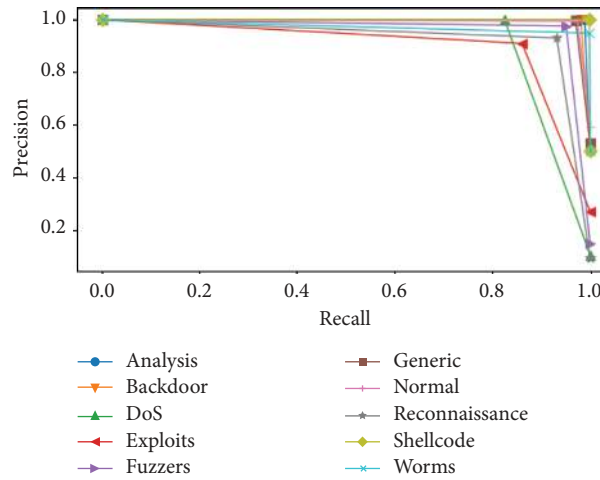 1.0
0.8
0.6
0.4
0.2
Precision
0.0 0.2 0.4 0.6 0.8 1.0
Recall
Analysis
Backdoor
DoS
Exploits
Fuzzers
Generic
Normal
Reconnaissance
Shellcode
Worms